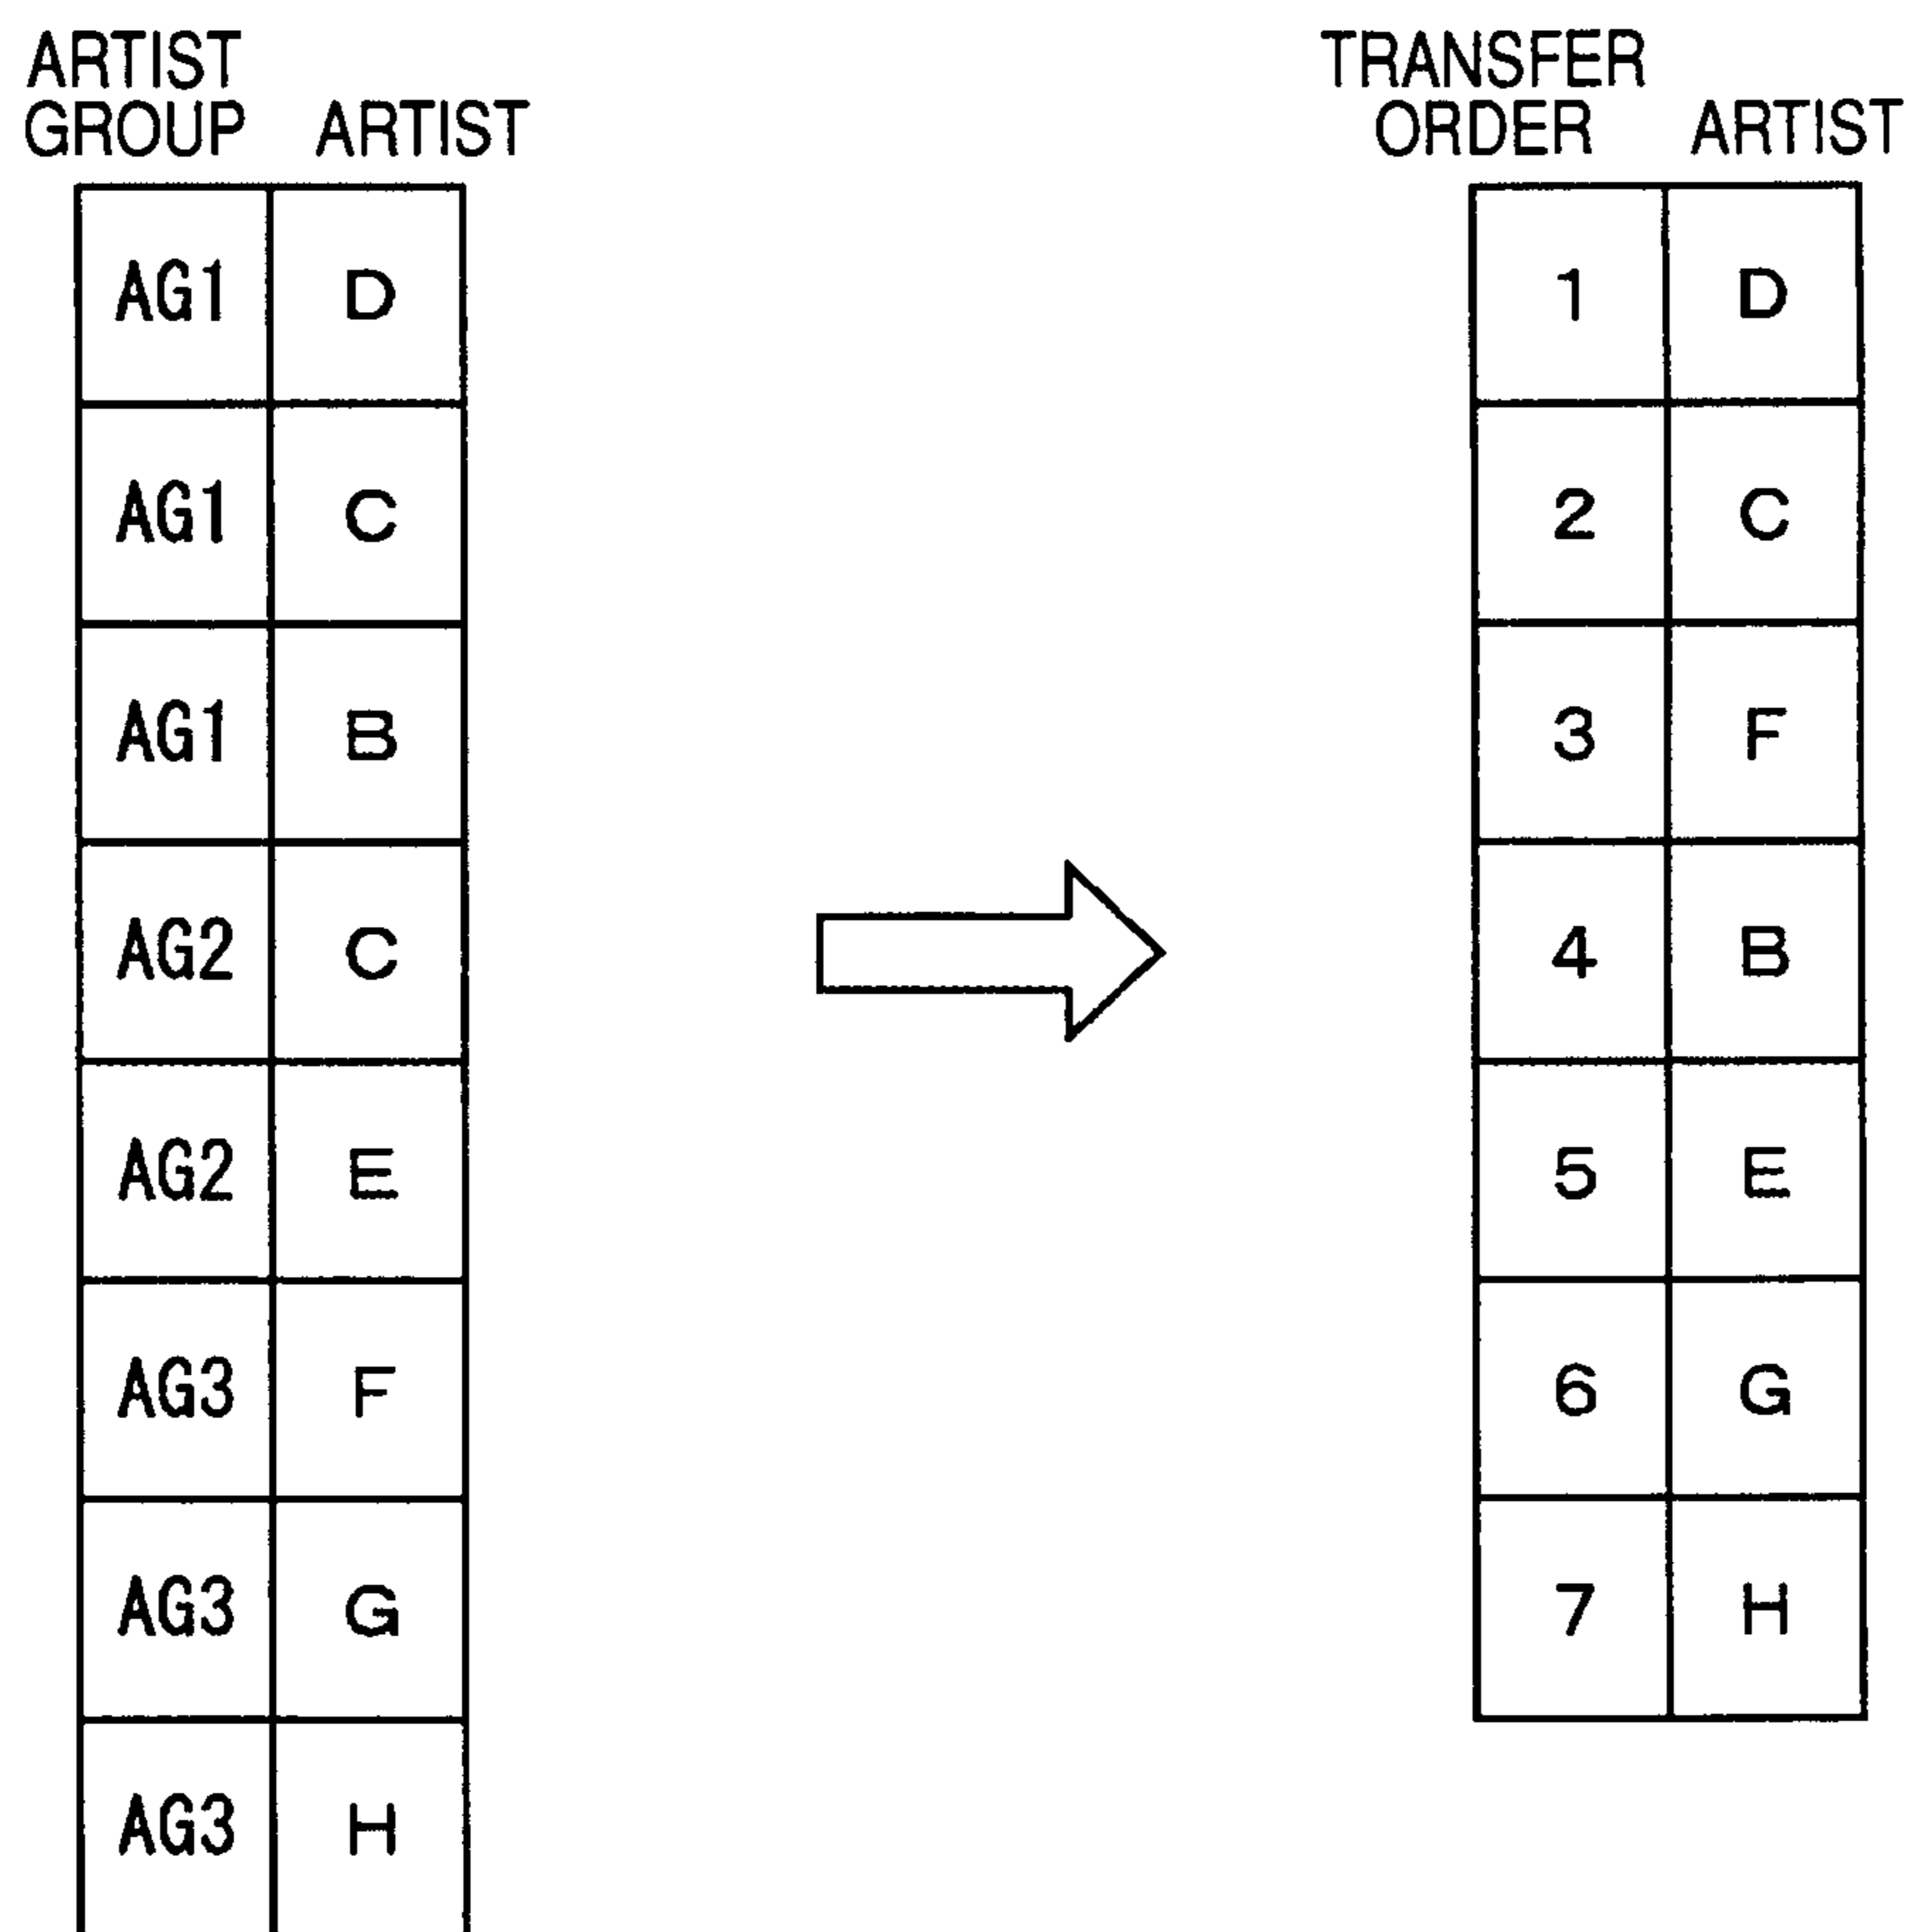 ARTIST
GROUP ARTIST
AG1 D
AG1 C
AG1 B
AG2 C
AG2 E
AG3 F
AG3 G
AG3 H
TRANSFER
ORDER ARTIST
1 D
2 C
3 F
4 B
5 E
6 G
7 H